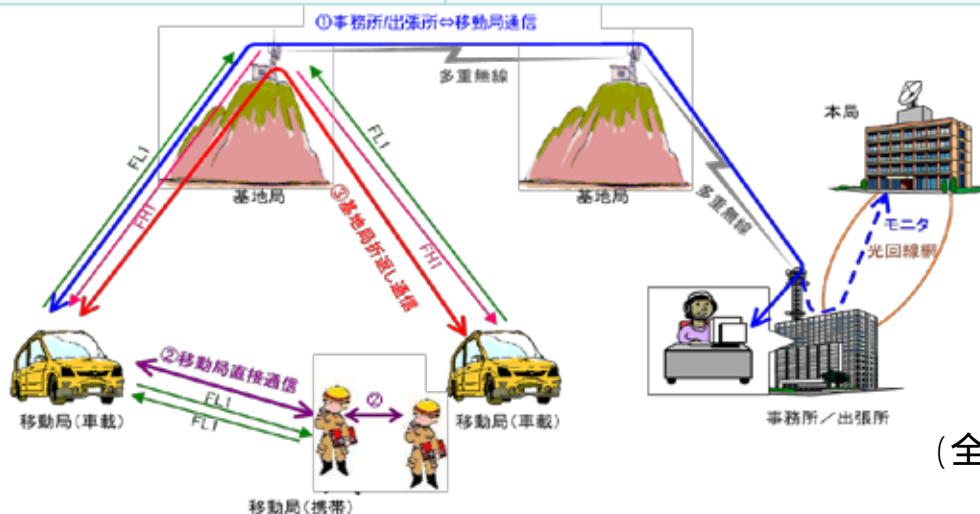 ①事務所/出張所⇔移動局通信
多重無線
本局
FL1
FH1
基地局
③基地局折返し通信
FL1
FH1
基地局
多重無線
モニタ
光回線網
②移動局直接通信
FL1
FL1
②
移動局(車載)
移動局(車載)
事務所/出張所
移動局(携帯)
(全